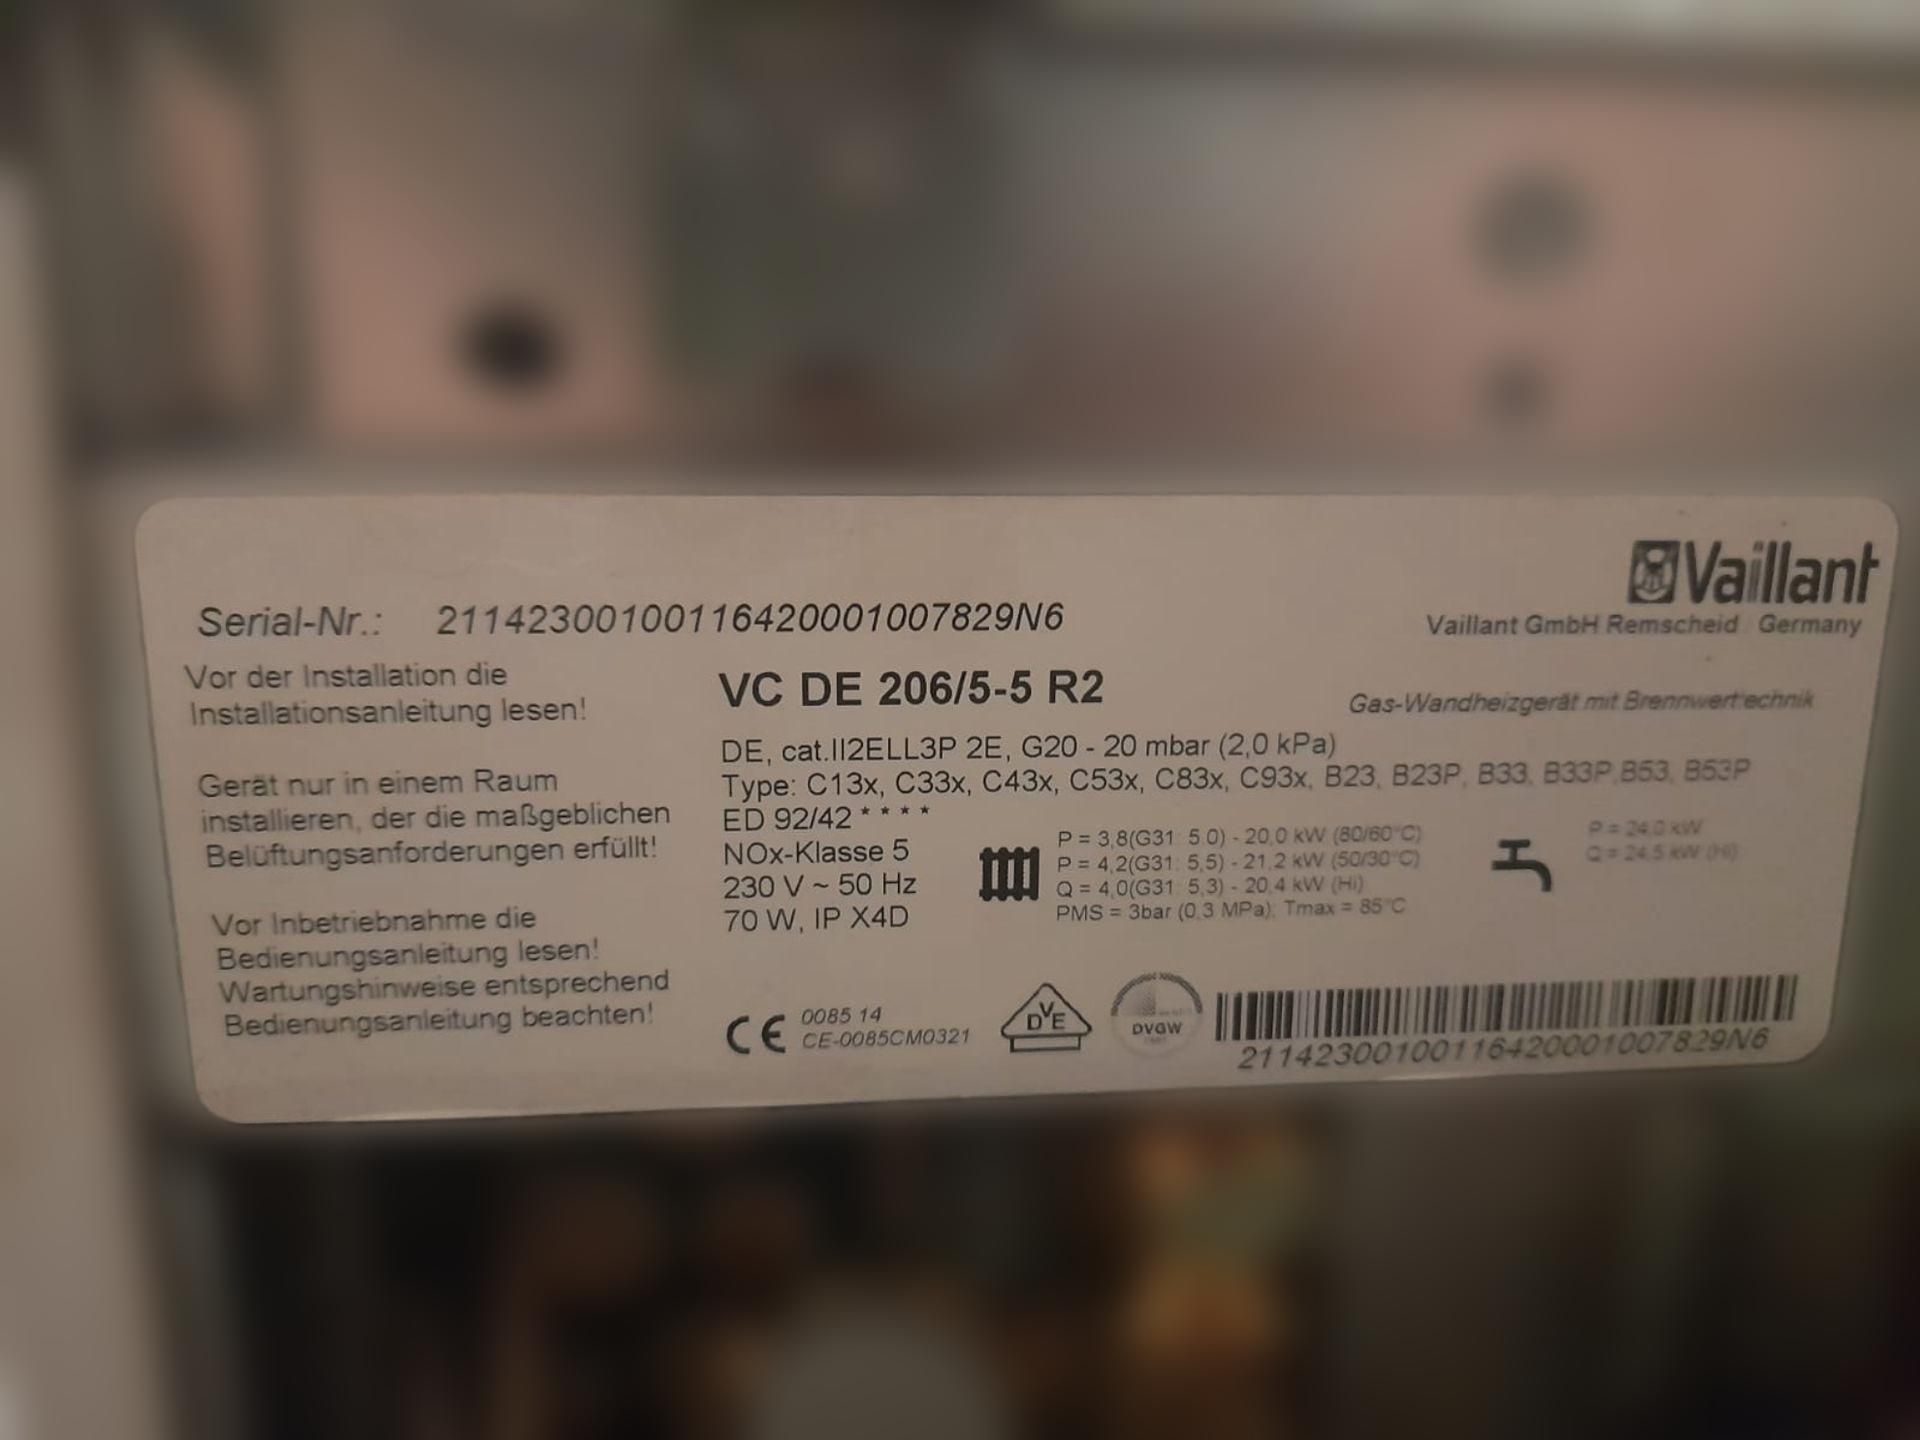 Vaillant
Serial-Nr.: 21142300100116420001007829N6
Vaillant GmbH Remscheid Germany
Vor der Installation die
Installationsanleitung lesen!
VC DE 206/5-5 R2
Gas-Wandheizgerät mit Brennwerttechnik
DE, cat.II2ELL3P 2E, G20 - 20 mbar (2,0 kPa)
Type: C13x, C33x, C43x, C53x, C83x, C93x, B23, B23P, B33, B33P,B53, B53P
ED 92/42 * * * *
NOx-Klasse 5
230 V ~ 50 Hz
70 W, IP X4D
Gerät nur in einem Raum
installieren, der die maßgeblichen
Belüftungsanforderungen erfüllt!
P = 3,8(G31: 5.0) - 20,0 kW (80/60°C)
P = 4,2(G31: 5,5) - 21,2 kW (50/30°C)
Q = 4,0(G31: 5,3) - 20,4 kW (Hi)
PMS = 3bar (0,3 MPa); Tmax = 85°C
P = 24,0 kW
Q = 24,5 kW (Hi)
Vor Inbetriebnahme die
Bedienungsanleitung lesen!
Wartungshinweise entsprechend
Bedienungsanleitung beachten!
CE 0085 14
CE-0085CM0321
DVE
DVGW
21142300100116420001007829N6